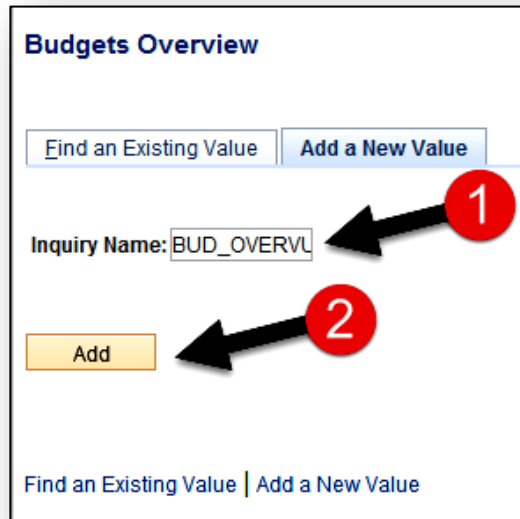 Budgets Overview
Find an Existing Value Add a New Value
1
Inquiry Name: BUD_OVERVU
2
Add
Find an Existing Value | Add a New Value